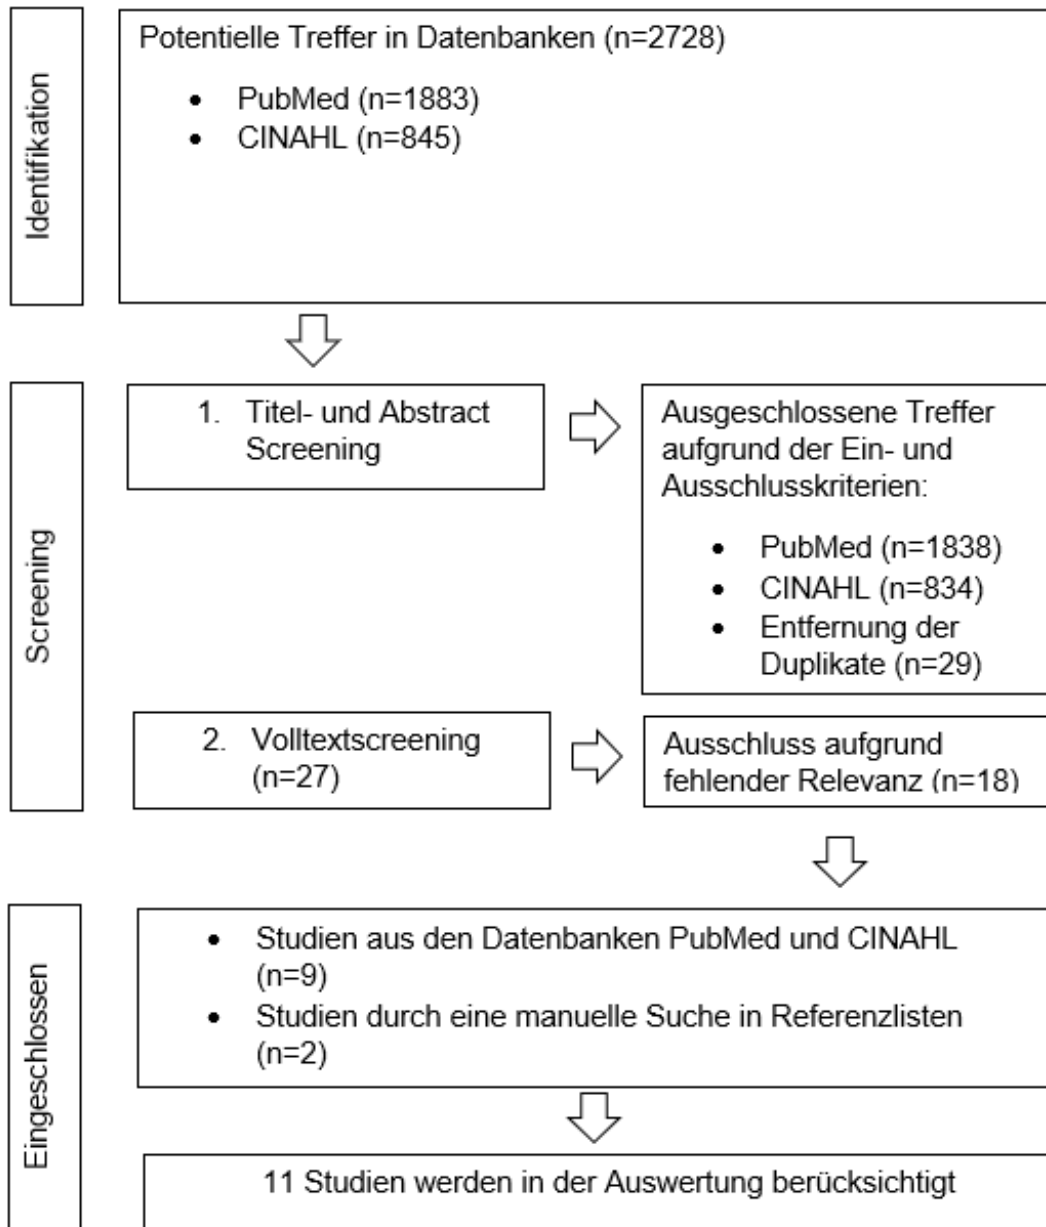 Identifikation
Potentielle Treffer in Datenbanken (n=2728)
• PubMed (n=1883)
• CINAHL (n=845)
Screening
1. Titel- und Abstract
Screening
Ausgeschlossene Treffer
aufgrund der Ein- und
Ausschlusskriterien:
• PubMed (n=1838)
• CINAHL (n=834)
• Entfernung der
Duplikate (n=29)
2. Volltextscreening
(n=27)
Ausschluss aufgrund
fehlender Relevanz (n=18)
Eingeschlossen
• Studien aus den Datenbanken PubMed und CINAHL
(n=9)
• Studien durch eine manuelle Suche in Referenzlisten
(n=2)
11 Studien werden in der Auswertung berücksichtigt